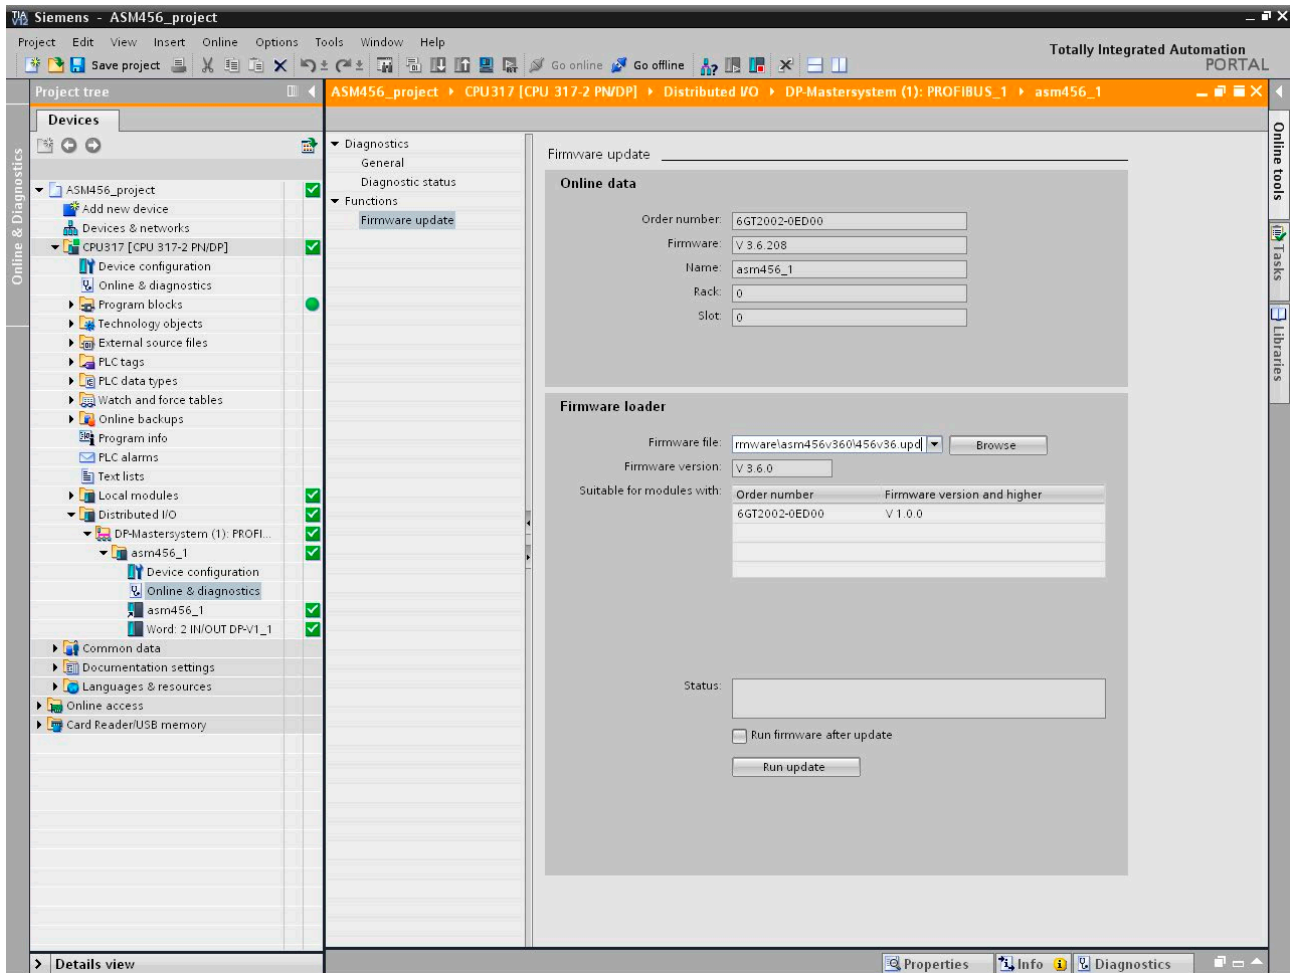 Siemens - ASM456_project
Project Edit View Insert Online Options Tools Window Help
Totally Integrated Automation
PORTAL
Save project Go online Go offline
Project tree
ASM456_project CPU317 [CPU 317-2 PN/DP] Distributed I/O DP-Mastersystem (1): PROFIBUS_1 asm456_1
Devices
Online & Diagnostics
ASM456_project
Add new device
Devices & networks
CPU317 [CPU 317-2 PN/DP]
Device configuration
Online & diagnostics
Program blocks
Technology objects
External source files
PLC tags
PLC data types
Watch and force tables
Online backups
Program info
PLC alarms
Text lists
Local modules
Distributed I/O
DP-Mastersystem (1): PROFI...
asm456_1
Device configuration
Online & diagnostics
asm456_1
Word: 2 IN/OUT DP-V1_1
Common data
Documentation settings
Languages & resources
Online access
Card Reader/USB memory
Details view
Diagnostics
General
Diagnostic status
Functions
Firmware update
Firmware update
Online data
Order number: 6GT2002-0ED00
Firmware: V 3.6.208
Name: asm456_1
Rack: 0
Slot: 0
Firmware loader
Firmware file: rmware\asm456v360\456v36.upd Browse
Firmware version: V 3.6.0
Suitable for modules with: Order number Firmware version and higher
6GT2002-0ED00 V 1.0.0
Status:
Run firmware after update
Run update
Online tools
Tasks
Libraries
Properties Info Diagnostics